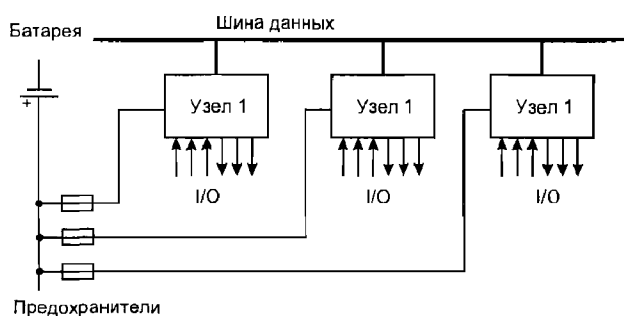 Шина данных
Батарея
+
Узел 1
Узел 1
Узел 1
I/O
I/O
I/O
Предохранители